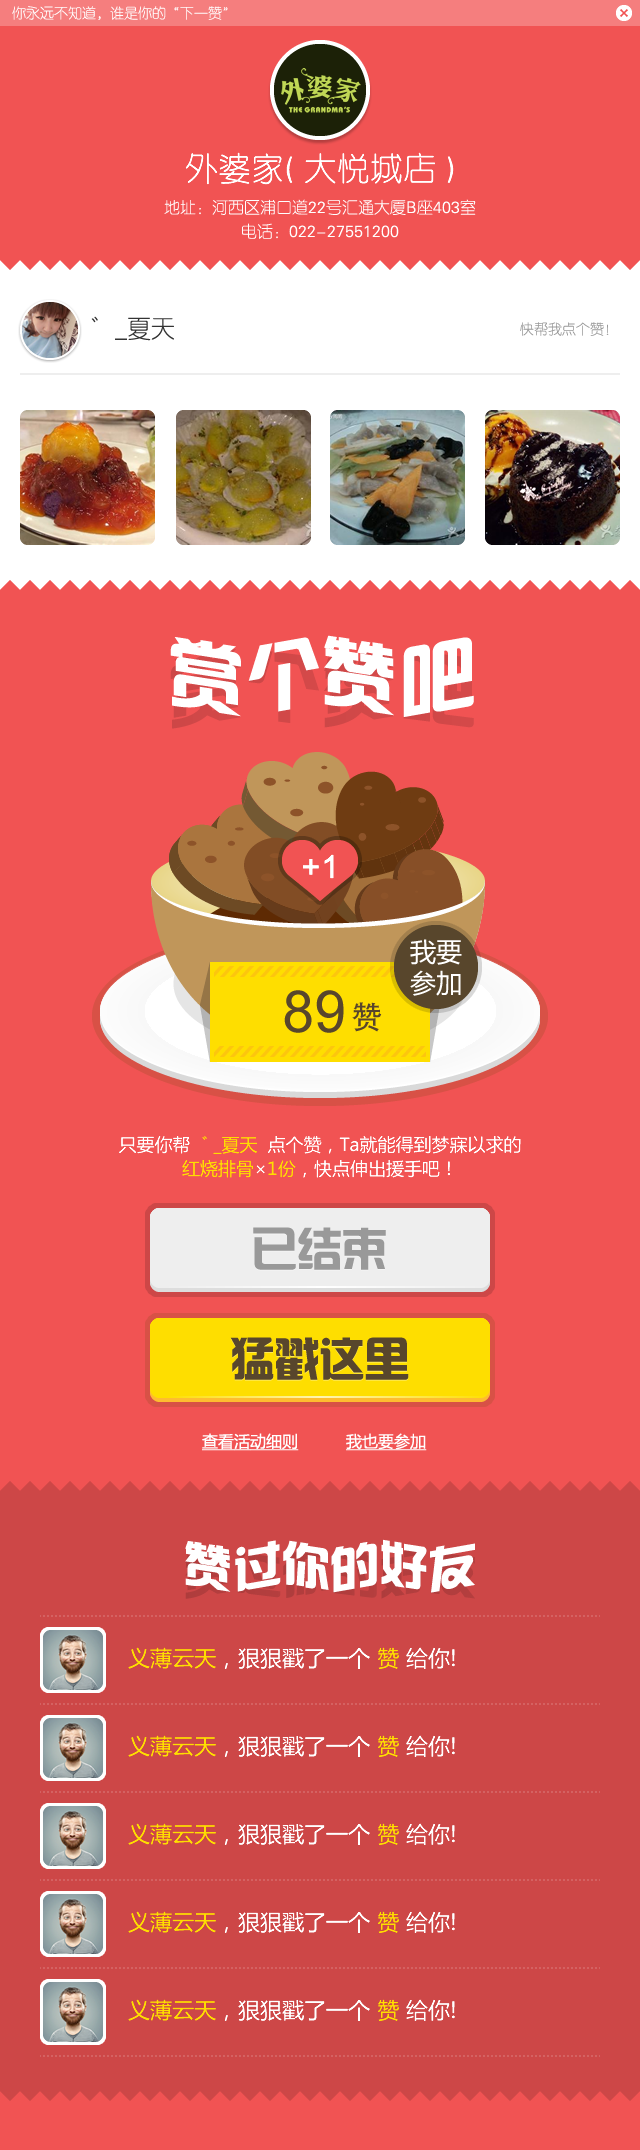 你永远不知道，谁是你的“下一赞”
外婆家
THE GRANDMA'S
外婆家( 大悦城店 )
地址：河西区浦口道22号汇通大厦B座403室
电话：022-27551200
゛_夏天
快帮我点个赞!
赏个赞吧
+1
我要
参加
89 赞
只要你帮 ゛_夏天 点个赞，Ta就能得到梦寐以求的
红烧排骨×1份，快点伸出援手吧！
已结束
猛戳这里
查看活动细则 我也要参加
赞过你的好友
义薄云天，狠狠戳了一个 赞 给你!
义薄云天，狠狠戳了一个 赞 给你!
义薄云天，狠狠戳了一个 赞 给你!
义薄云天，狠狠戳了一个 赞 给你!
义薄云天，狠狠戳了一个 赞 给你!